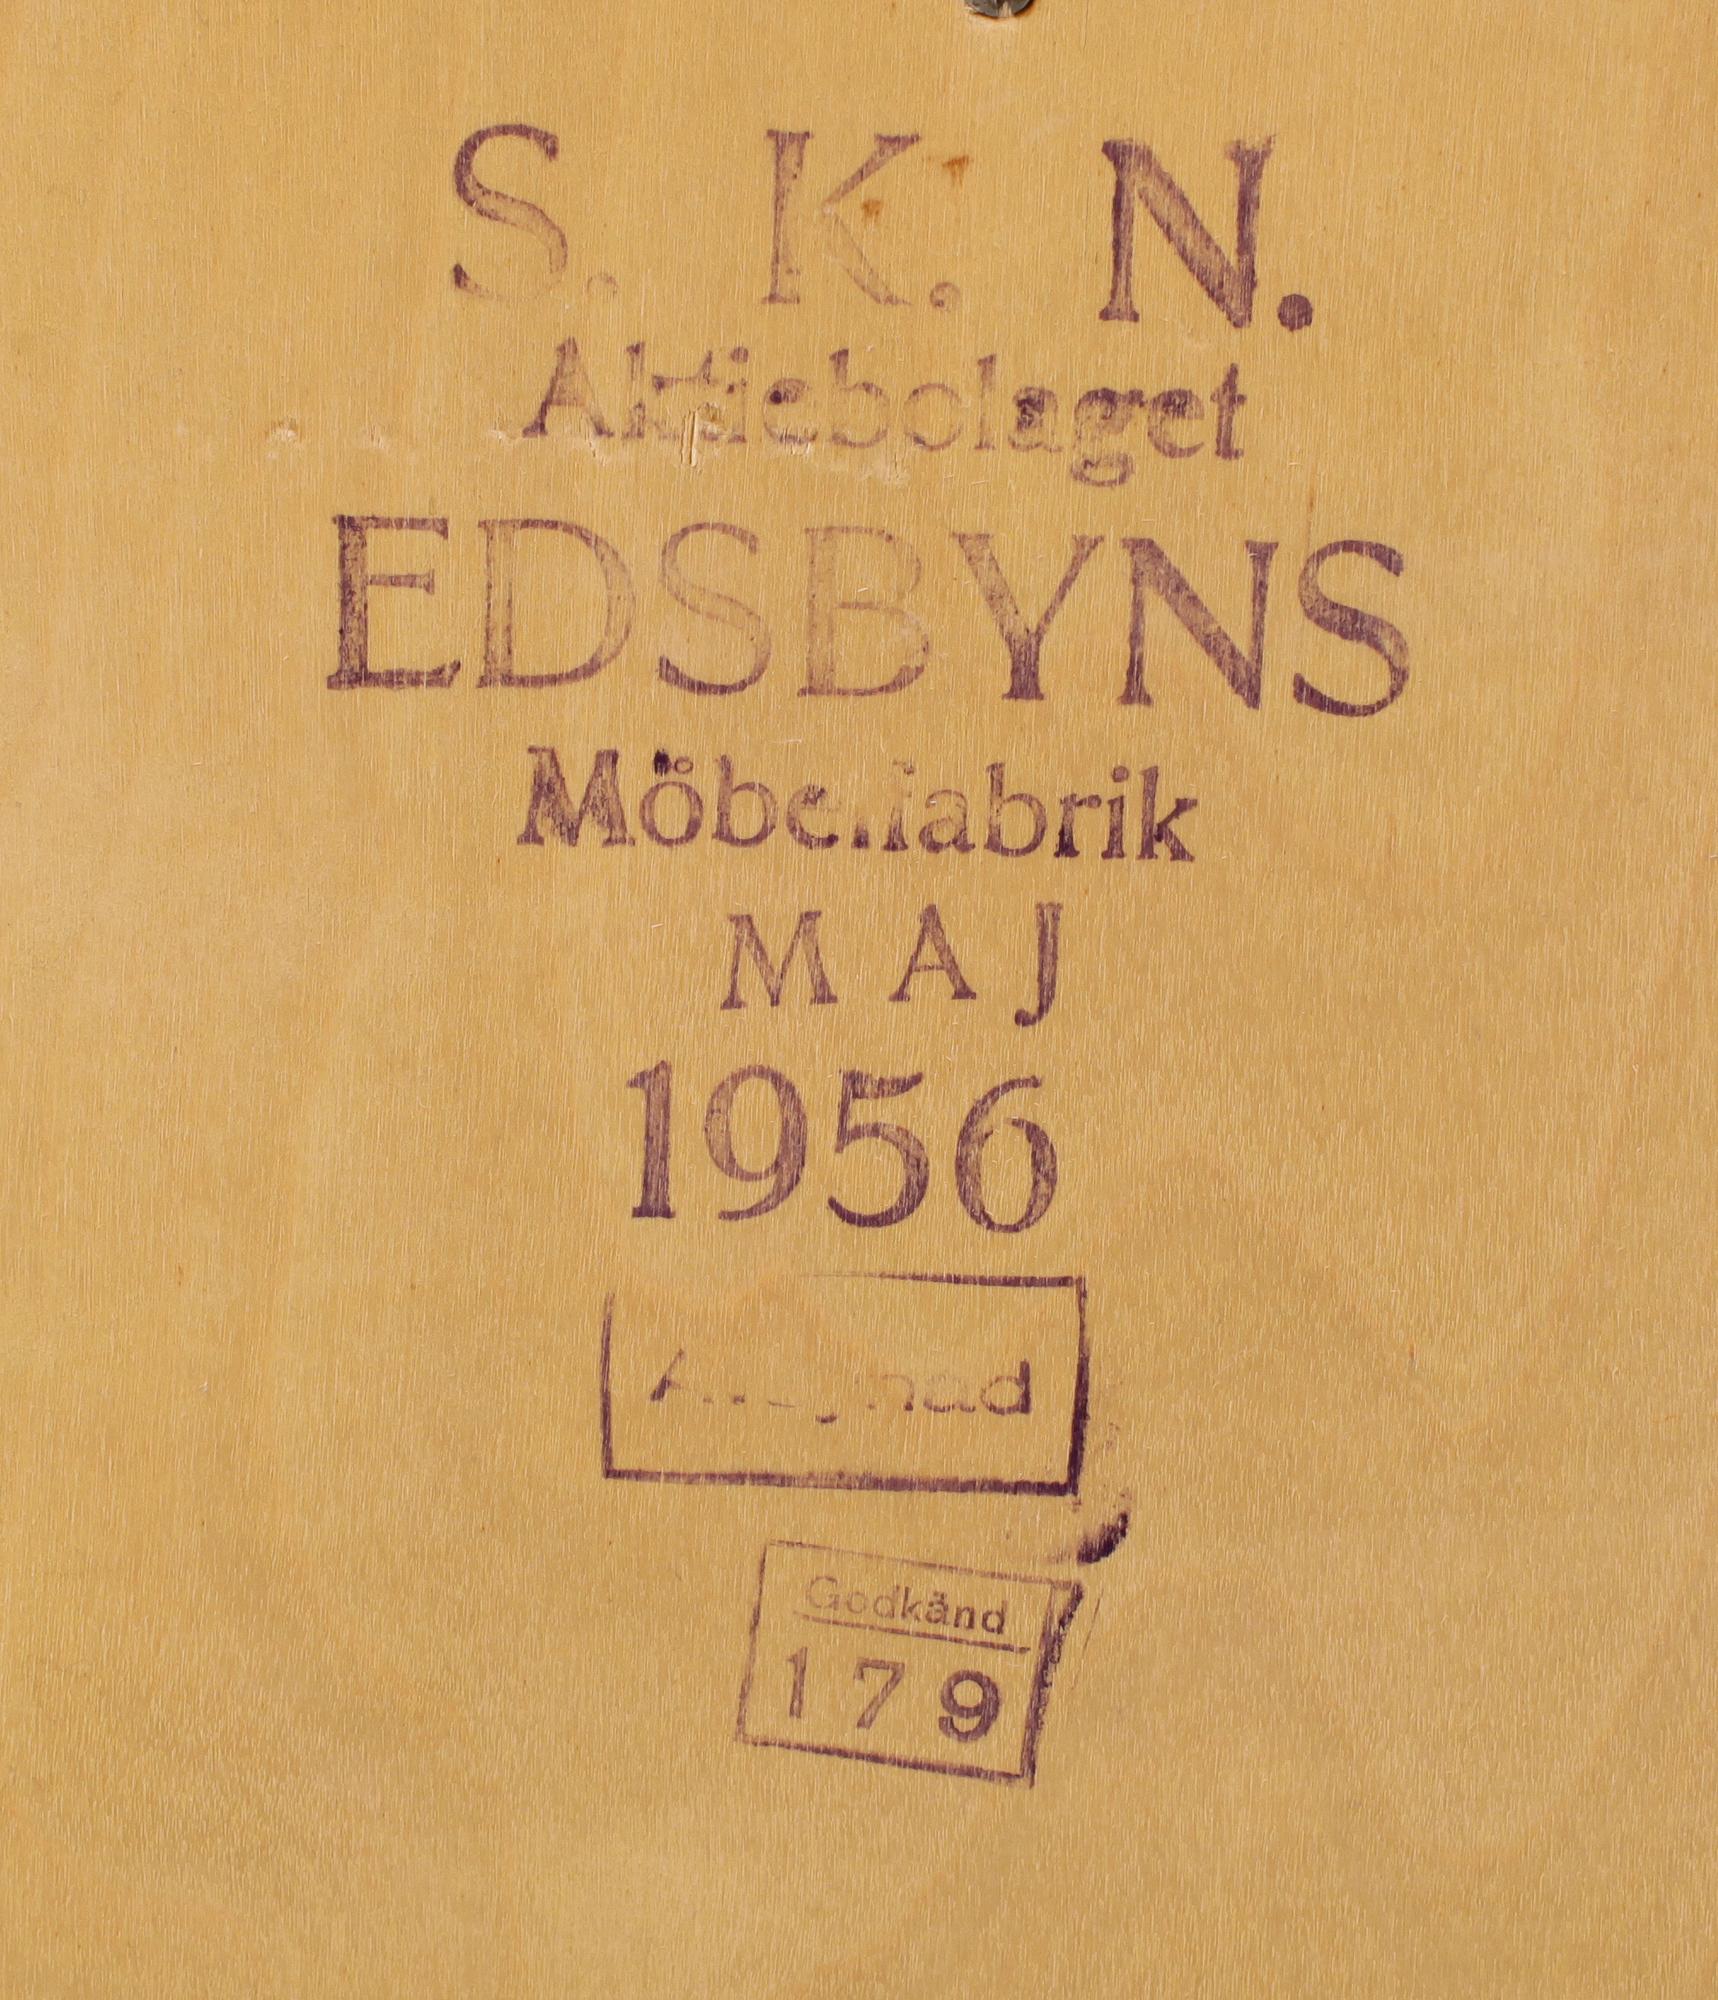 S. K. N.
Aktiebolaget
EDSBYNS
Möbelfabrik
MAJ
1956
Godkänd
179